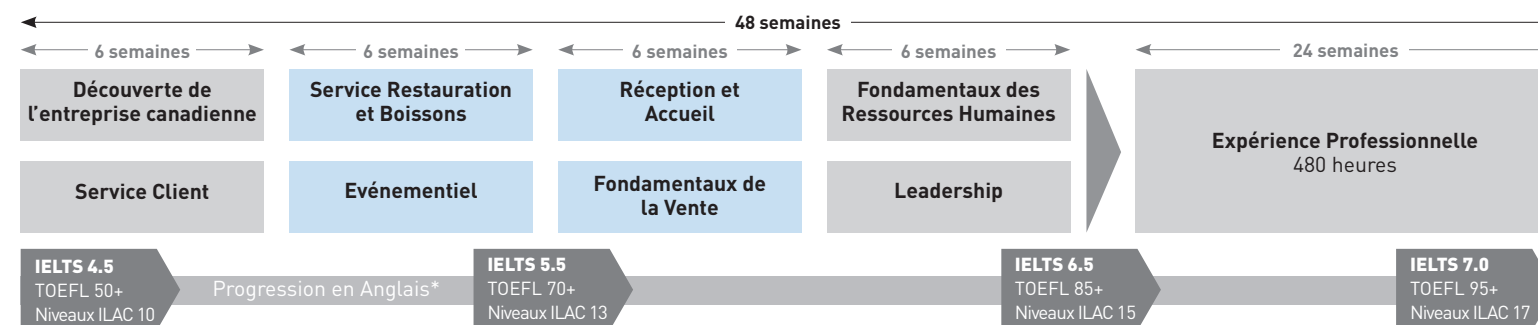 48 semaines
6 semaines
6 semaines
6 semaines
6 semaines
24 semaines
Découverte de
l'entreprise canadienne
Service Restauration
et Boissons
Réception et
Accueil
Fondamentaux des
Ressources Humaines
Expérience Professionnelle
480 heures
Service Client
Evénementiel
Fondamentaux de
la Vente
Leadership
IELTS 4.5
TOEFL 50+
Niveaux ILAC 10
Progression en Anglais*
IELTS 5.5
TOEFL 70+
Niveaux ILAC 13
IELTS 6.5
TOEFL 85+
Niveaux ILAC 15
IELTS 7.0
TOEFL 95+
Niveaux ILAC 17